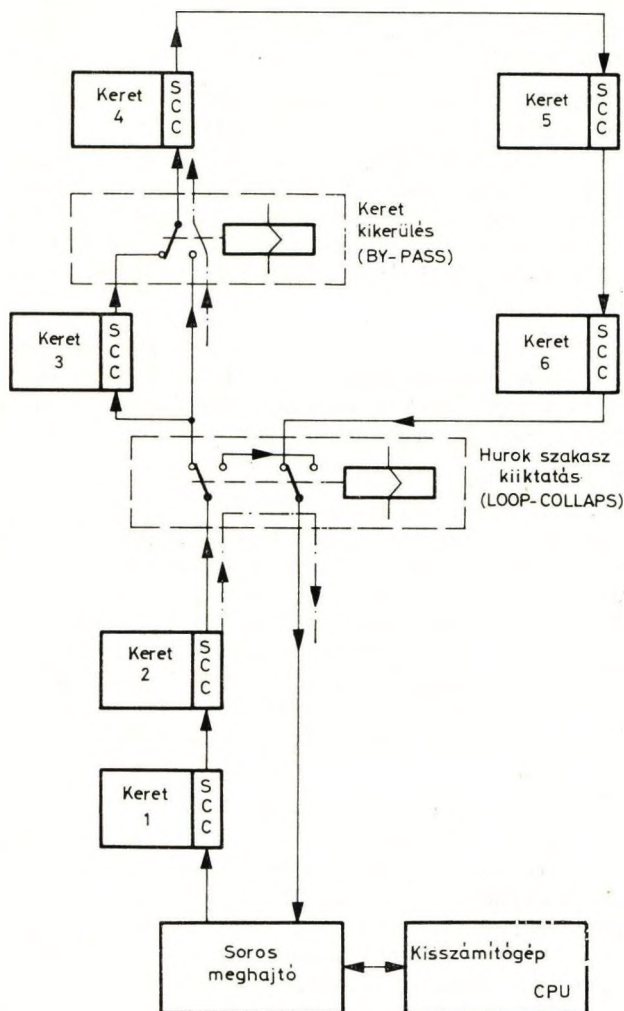 Keret
4
SCC
Keret
5
SCC
Keret
kikerülés
(BY-PASS)
Keret
3
SCC
Keret
6
SCC
Hurok szakasz
kiiktatás
(LOOP-COLLAPS)
Keret
2
SCC
Keret
1
SCC
Soros
meghajtó
Kisszámítógép
CPU